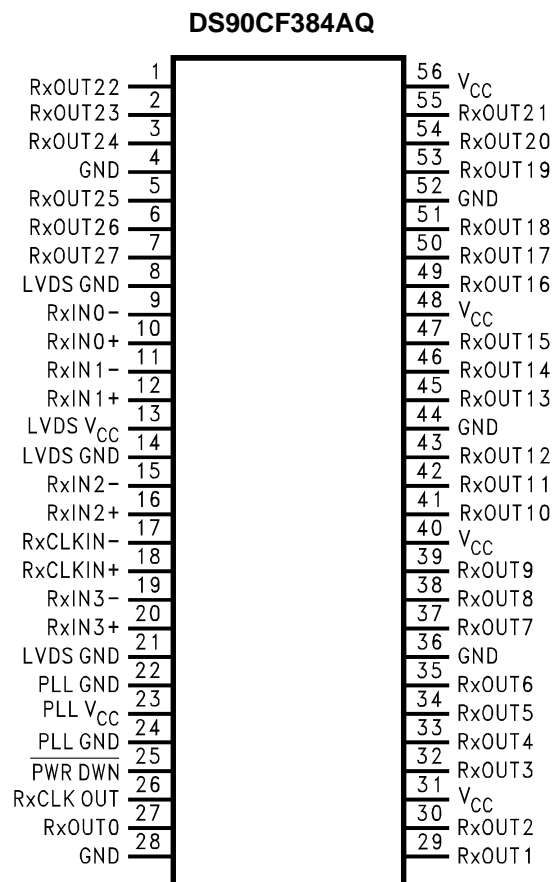 DS90CF384AQ
RxOUT22 1
RxOUT23 2
RxOUT24 3
GND 4
RxOUT25 5
RxOUT26 6
RxOUT27 7
LVDS GND 8
RxIN0- 9
RxIN0+ 10
RxIN1- 11
RxIN1+ 12
LVDS VCC 13
LVDS GND 14
RxIN2- 15
RxIN2+ 16
RxCLKIN- 17
RxCLKIN+ 18
RxIN3- 19
RxIN3+ 20
LVDS GND 21
PLL GND 22
PLL VCC 23
PLL GND 24
PWR DWN 25
RxCLK OUT 26
RxOUT0 27
GND 28
56 VCC
55 RxOUT21
54 RxOUT20
53 RxOUT19
52 GND
51 RxOUT18
50 RxOUT17
49 RxOUT16
48 VCC
47 RxOUT15
46 RxOUT14
45 RxOUT13
44 GND
43 RxOUT12
42 RxOUT11
41 RxOUT10
40 VCC
39 RxOUT9
38 RxOUT8
37 RxOUT7
36 GND
35 RxOUT6
34 RxOUT5
33 RxOUT4
32 RxOUT3
31 VCC
30 RxOUT2
29 RxOUT1